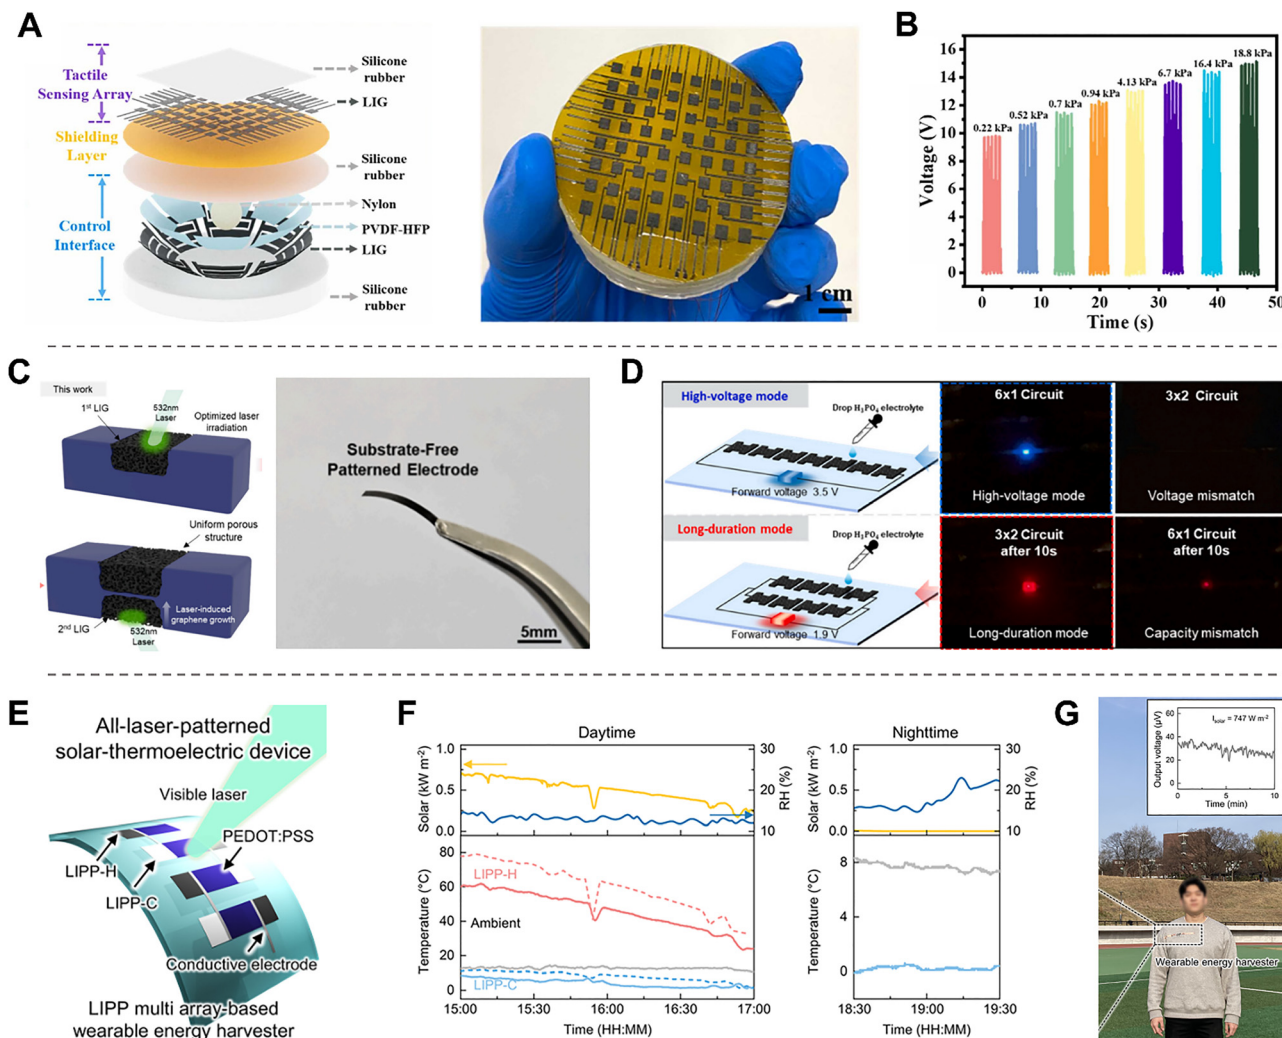 A
Tactile
Sensing Array
Shielding
Layer
Control
Interface
Silicone
rubber
LIG
Silicone
rubber
Nylon
PVDF-HFP
LIG
Silicone
rubber
1 cm
B
Voltage (V)
16
14
12
10
8
6
4
2
0
0.22 kPa
0.52 kPa
0.7 kPa
0.94 kPa
4.13 kPa
6.7 kPa
16.4 kPa
18.8 kPa
0
10
20
30
40
50
Time (s)
C
This work
1st LIG
532nm
Laser
Optimized laser
irradiation
Uniform porous
structure
Laser-induced
graphene growth
2nd LIG
532nm
Laser
Substrate-Free
Patterned Electrode
5mm
D
High-voltage mode
Drop H₃PO₄ electrolyte
Forward voltage 3.5 V
6x1 Circuit
High-voltage mode
3x2 Circuit
Voltage mismatch
Long-duration mode
Drop H₃PO₄ electrolyte
Forward voltage 1.9 V
3x2 Circuit
after 10s
Long-duration mode
6x1 Circuit
after 10s
Capacity mismatch
E
All-laser-patterned
solar-thermoelectric device
Visible laser
PEDOT:PSS
LIPP-H
LIPP-C
Conductive electrode
LIPP multi array-based
wearable energy harvester
F
Daytime
Solar (kW m⁻²)
1.0
0.5
0.0
30
20
10
RH (%)
Temperature (°C)
80
60
40
20
0
LIPP-H
Ambient
LIPP-C
15:00
15:30
16:00
16:30
17:00
Time (HH:MM)
Nighttime
Solar (kW m⁻²)
1.0
0.5
0.0
30
20
10
RH (%)
Temperature (°C)
8
4
0
18:30
19:00
19:30
Time (HH:MM)
G
Output voltage (µV)
60
40
20
0
Isolar = 747 W m⁻²
0
5
10
Time (min)
Wearable energy harvester